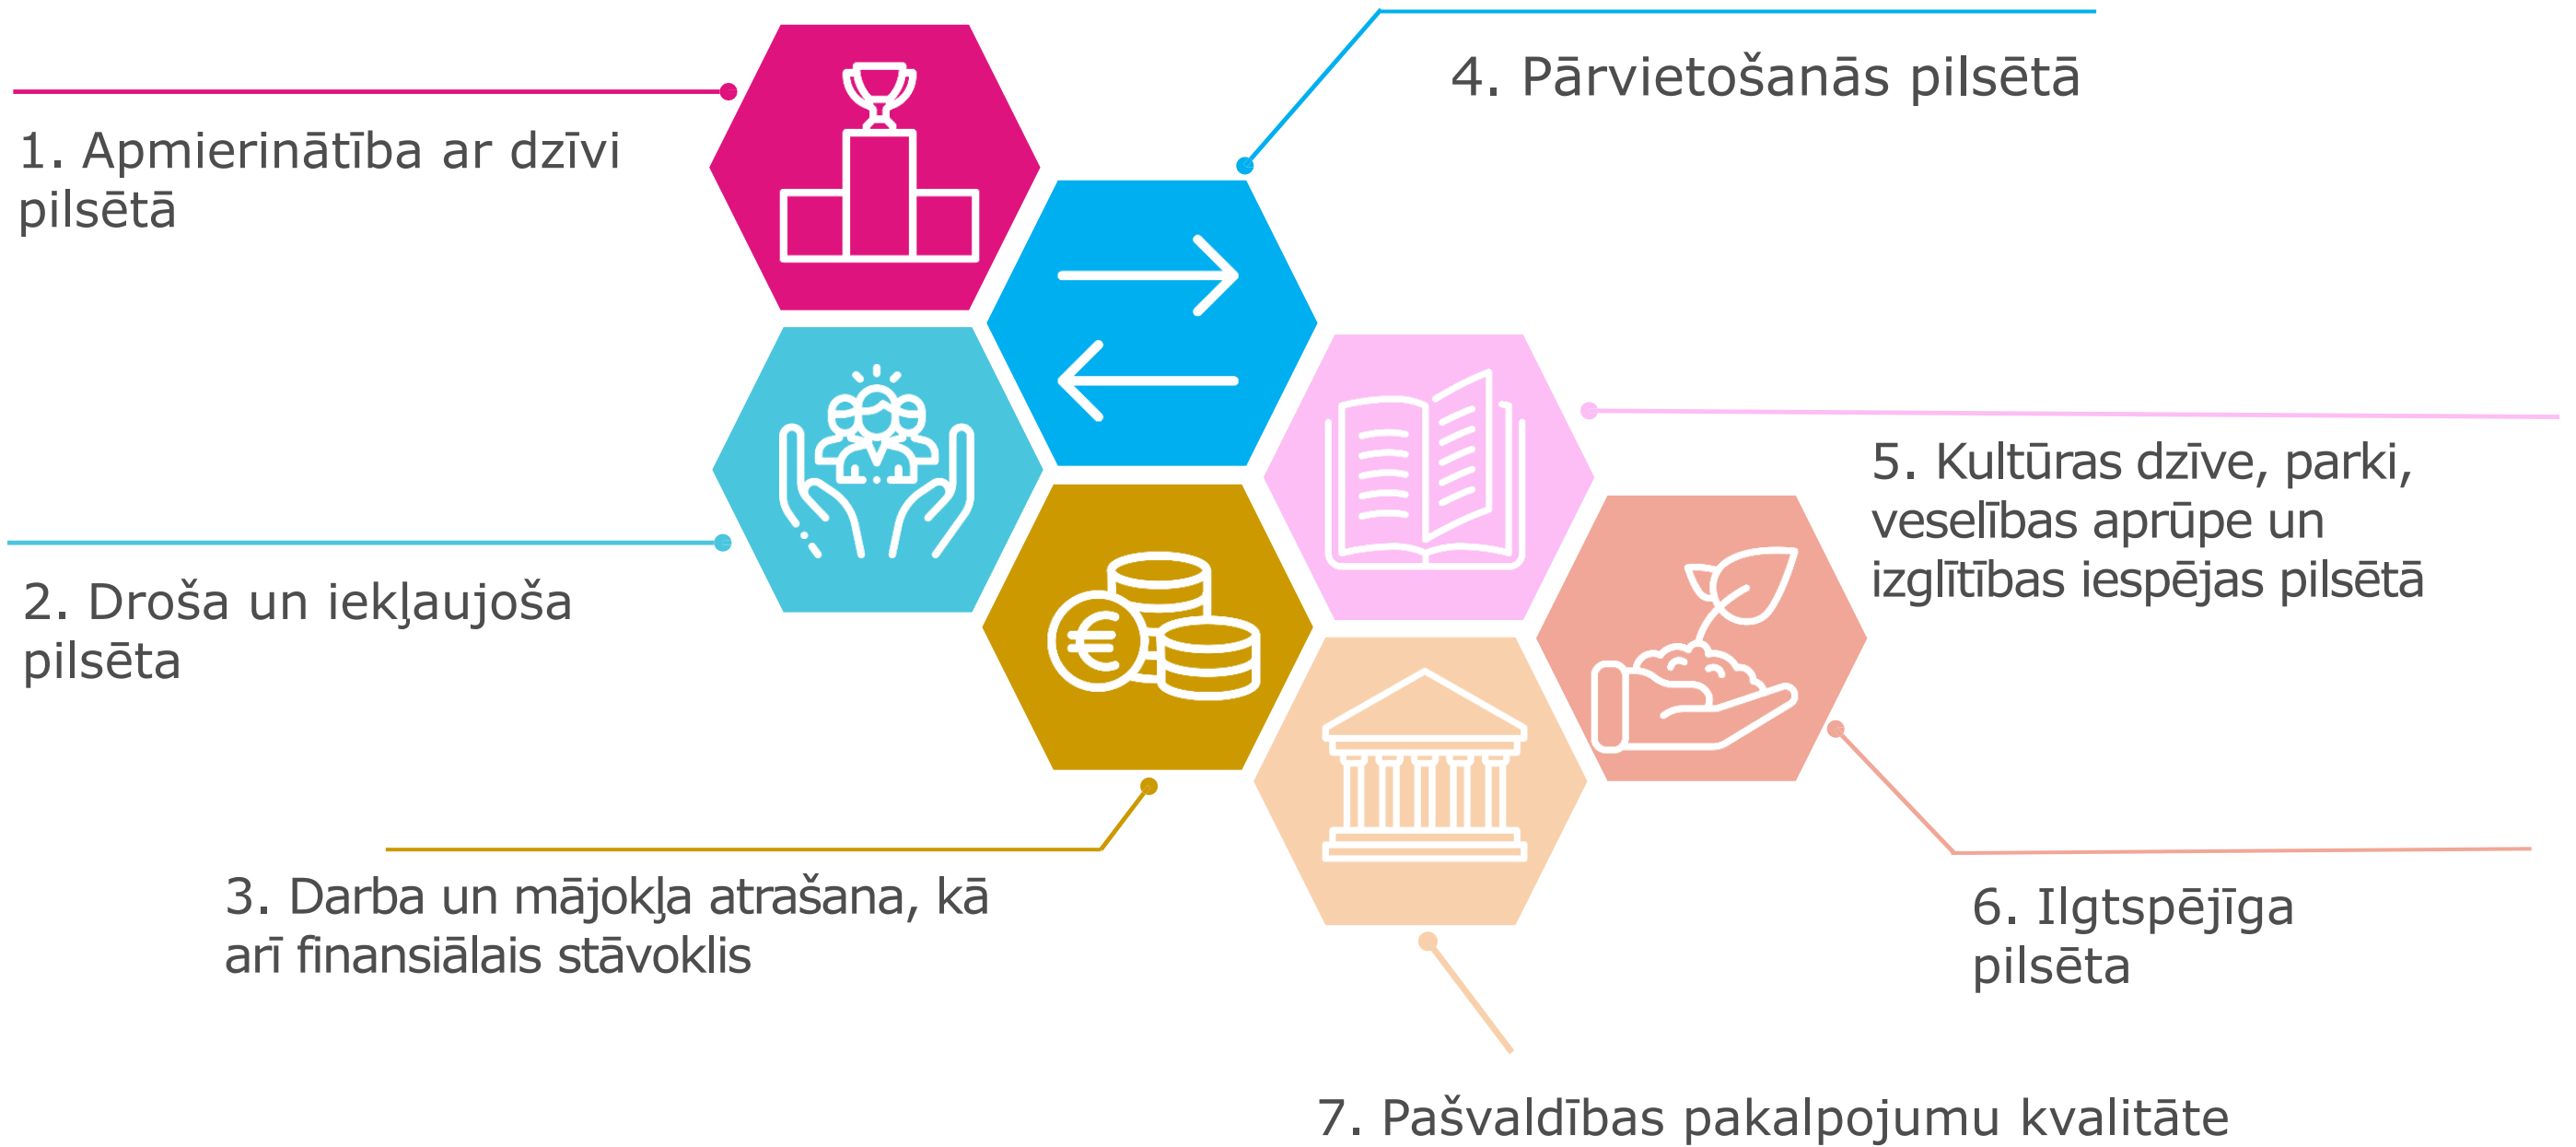 1. Apmierinātība ar dzīvi
pilsētā
2. Droša un iekļaujoša
pilsēta
3. Darba un mājokļa atrašana, kā
arī finansiālais stāvoklis
4. Pārvietošanās pilsētā
5. Kultūras dzīve, parki,
veselības aprūpe un
izglītības iespējas pilsētā
6. Ilgtspējīga
pilsēta
7. Pašvaldības pakalpojumu kvalitāte